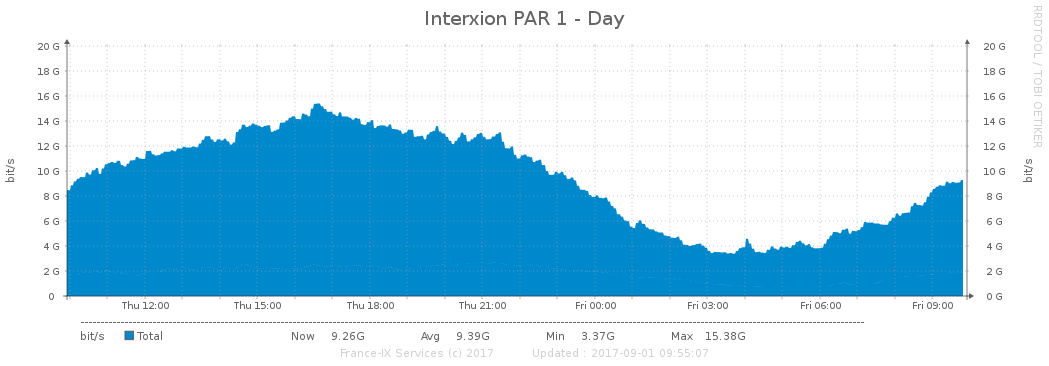 Interxion PAR 1 - Day
RRDTOOL / TOBI OETIKER
20 G 20 G
18 G 18 G
16 G 16 G
14 G 14 G
12 G 12 G
10 G 10 G
8 G 8 G
6 G 6 G
4 G 4 G
2 G 2 G
0 0 G
bit/s bit/s
Thu 12:00 Thu 15:00 Thu 18:00 Thu 21:00 Fri 00:00 Fri 03:00 Fri 06:00 Fri 09:00
bit/s Total Now 9.26G Avg 9.39G Min 3.37G Max 15.38G
France-IX Services (c) 2017 Updated : 2017-09-01 09:55:07